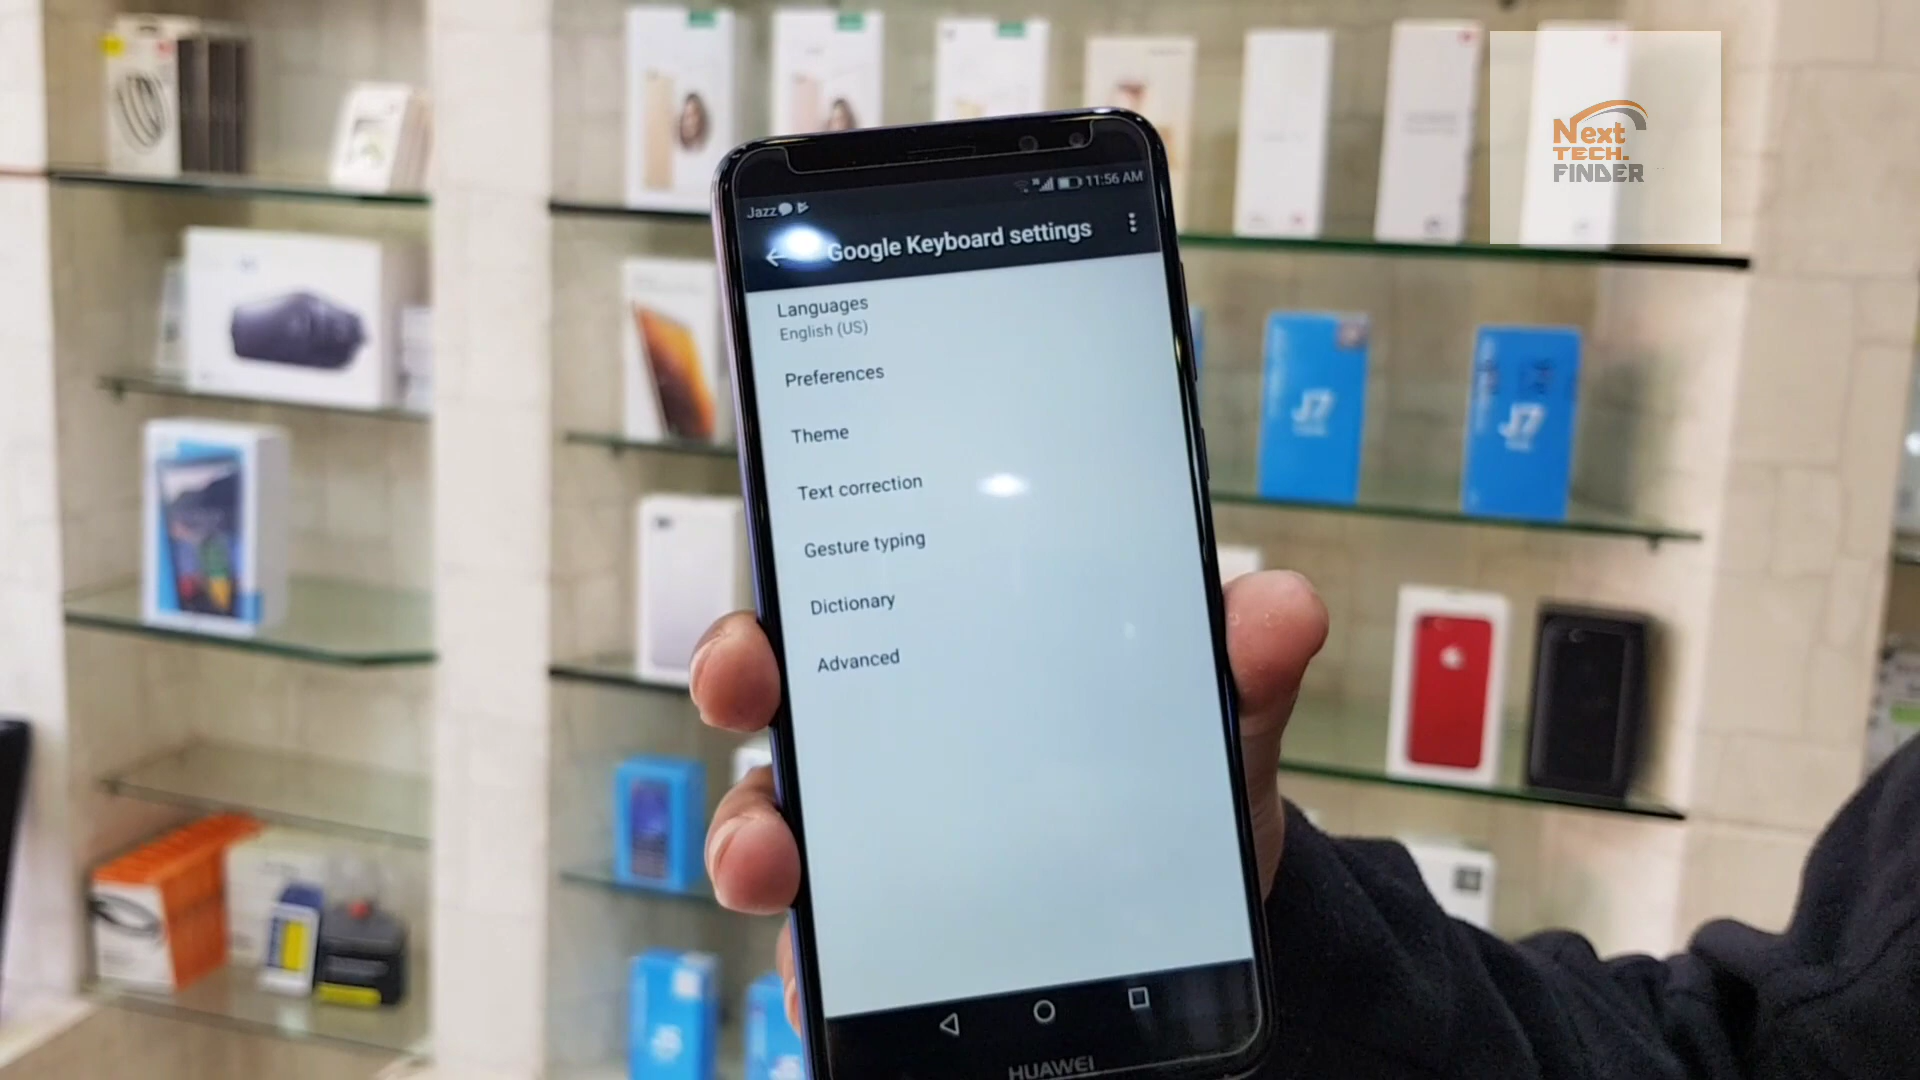 Next
TECH.
FINDER
Jazz
11:56 AM
Google Keyboard settings
Languages
English (US)
Preferences
Theme
Text correction
Gesture typing
Dictionary
Advanced
HUAWEI
J7
J7
J5